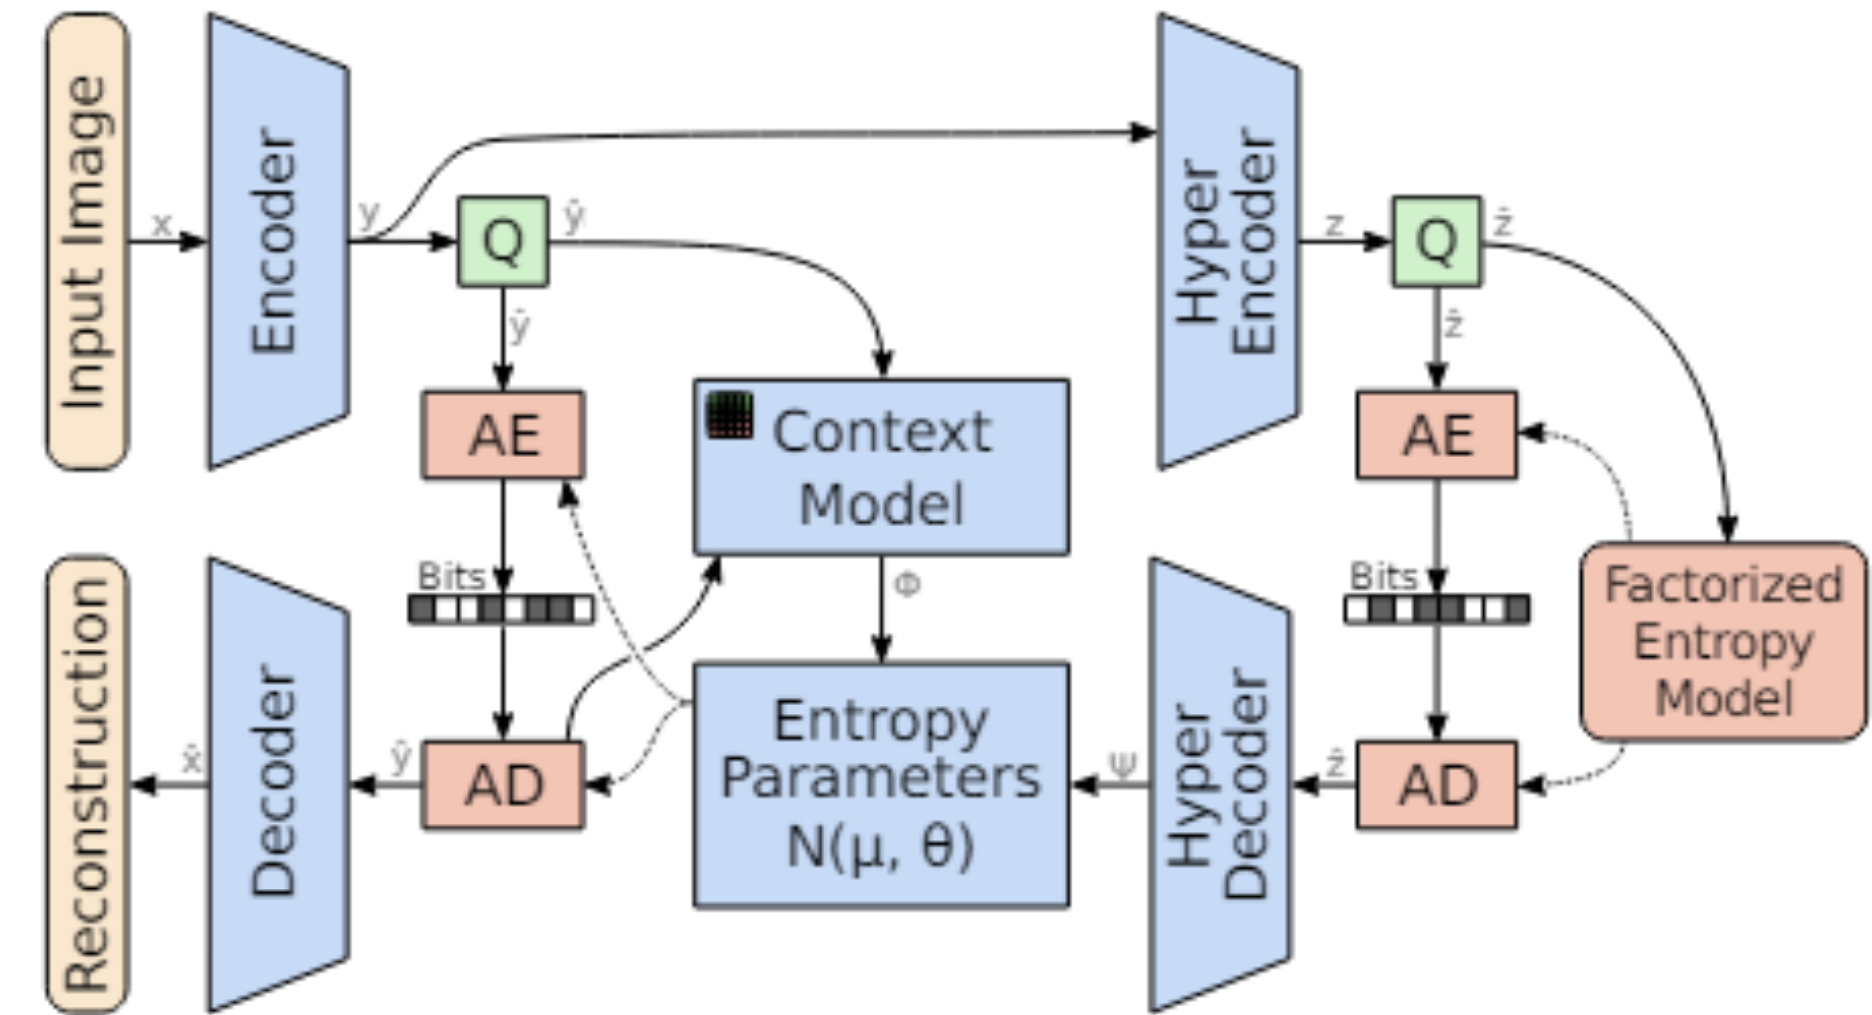 Input Image
x
Encoder
y
Q
ŷ
ŷ
AE
Bits
AD
ŷ
Decoder
x̂
Reconstruction
Context
Model
Φ
Entropy
Parameters
N(μ, θ)
ψ
Hyper
Encoder
z
Q
ẑ
ẑ
AE
Bits
AD
ẑ
Hyper
Decoder
Factorized
Entropy
Model